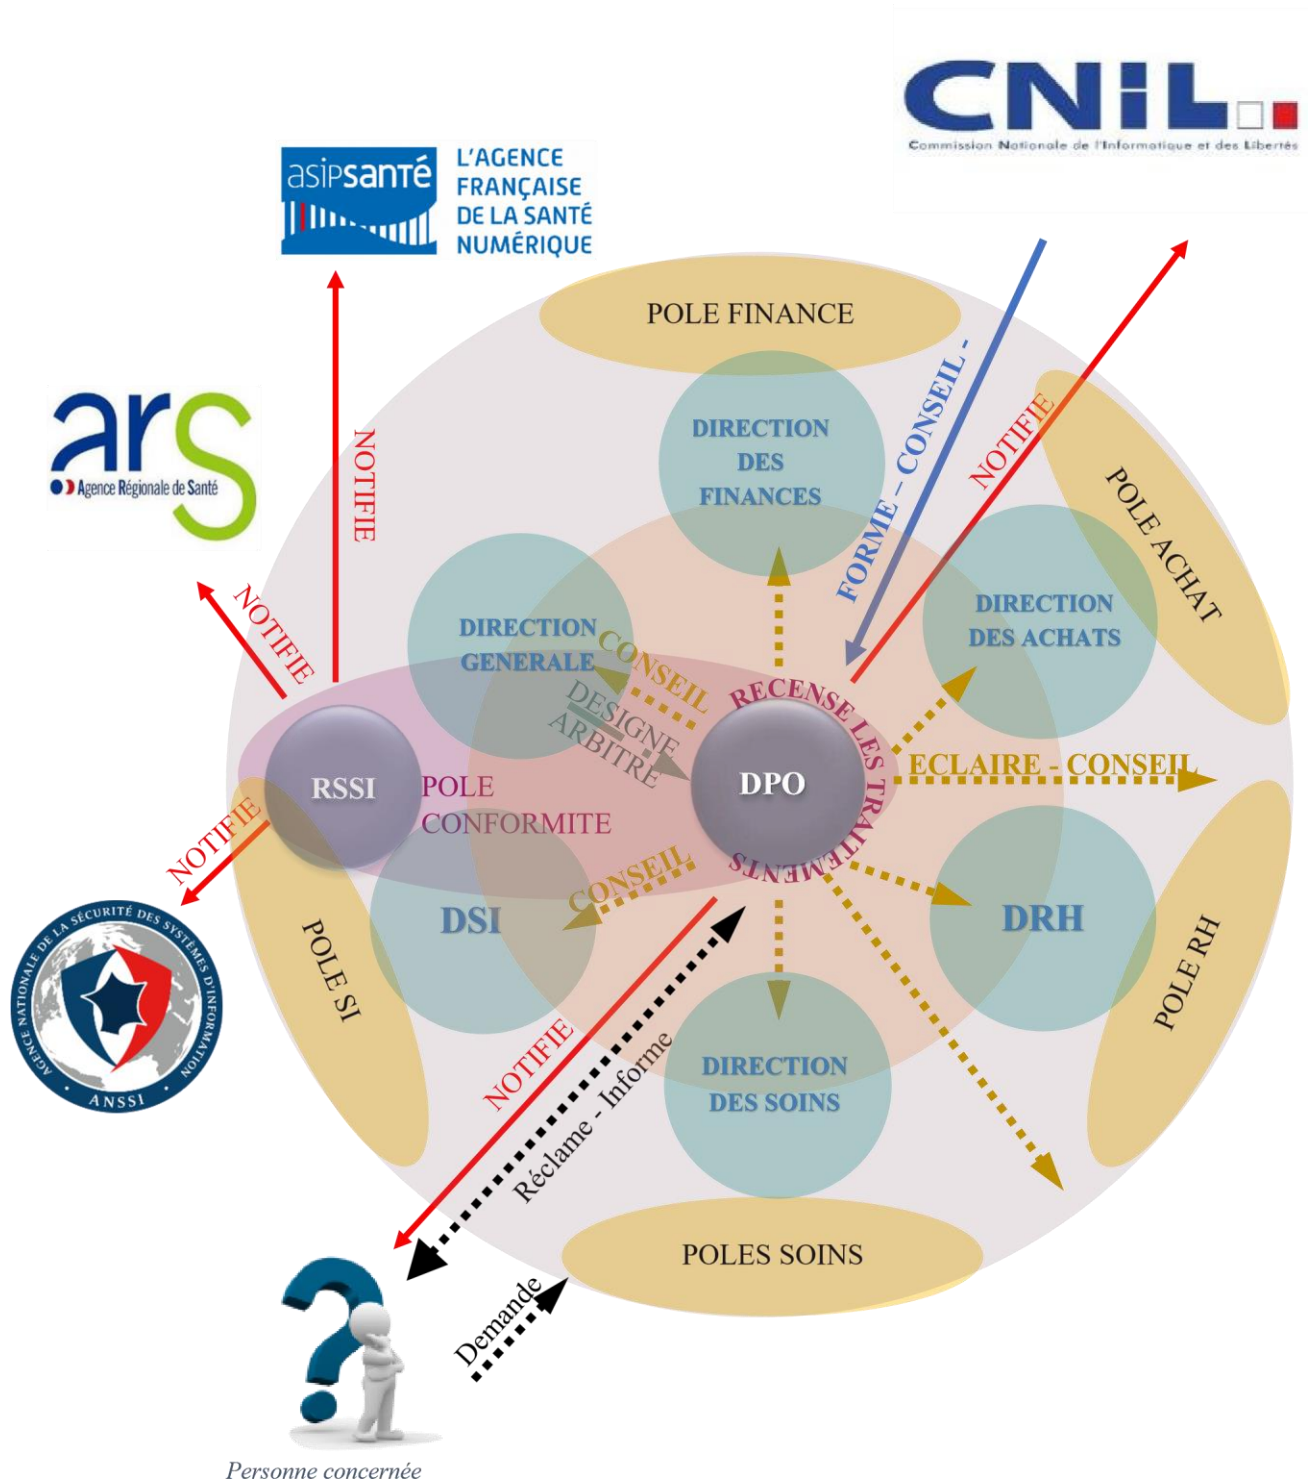 CNIL
Commission Nationale de l'Informatique et des Libertés
asipsanté
L'AGENCE
FRANÇAISE
DE LA SANTÉ
NUMÉRIQUE
POLE FINANCE
FORME – CONSEIL -
NOTIFIE
ars
Agence Régionale de Santé
NOTIFIE
NOTIFIE
DIRECTION
DES
FINANCES
POLE ACHAT
DIRECTION
DES ACHATS
DIRECTION
GENERALE
CONSEIL
DESIGNE
ARBITRE
RECENSE LES TRAITEMENTS
RSSI
POLE
CONFORMITE
DPO
ECLAIRE - CONSEIL
NOTIFIE
CONSEIL
DSI
DRH
POLE SI
POLE RH
AGENCE NATIONALE DE LA SÉCURITÉ DES SYSTÈMES D'INFORMATION
ANSSI
NOTIFIE
Réclame - Informe
DIRECTION
DES SOINS
POLES SOINS
Demande
Personne concernée